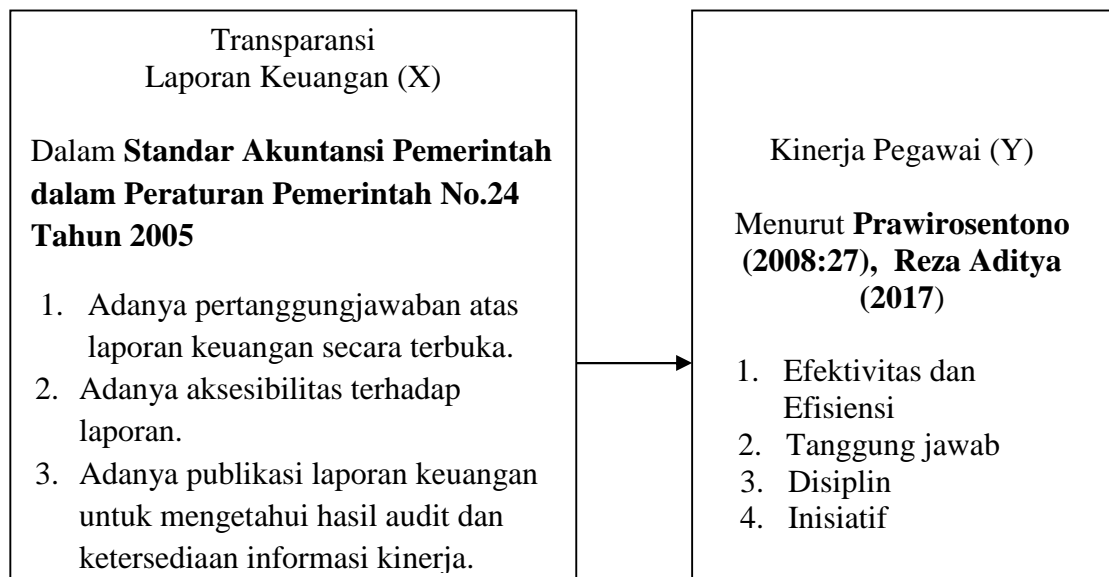 Transparansi
Laporan Keuangan (X)
Dalam Standar Akuntansi Pemerintah
dalam Peraturan Pemerintah No.24
Tahun 2005
1. Adanya pertanggungjawaban atas
laporan keuangan secara terbuka.
2. Adanya aksesibilitas terhadap
laporan.
3. Adanya publikasi laporan keuangan
untuk mengetahui hasil audit dan
ketersediaan informasi kinerja.
Kinerja Pegawai (Y)
Menurut Prawirosentono
(2008:27), Reza Aditya
(2017)
1. Efektivitas dan
Efisiensi
2. Tanggung jawab
3. Disiplin
4. Inisiatif